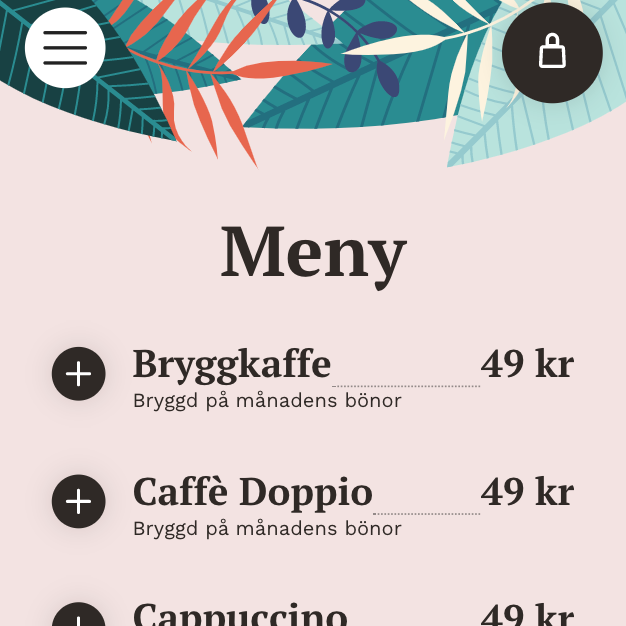 Meny
Bryggkaffe 49 kr
Bryggd på månadens bönor
Caffè Doppio 49 kr
Bryggd på månadens bönor
Cappuccino 49 kr